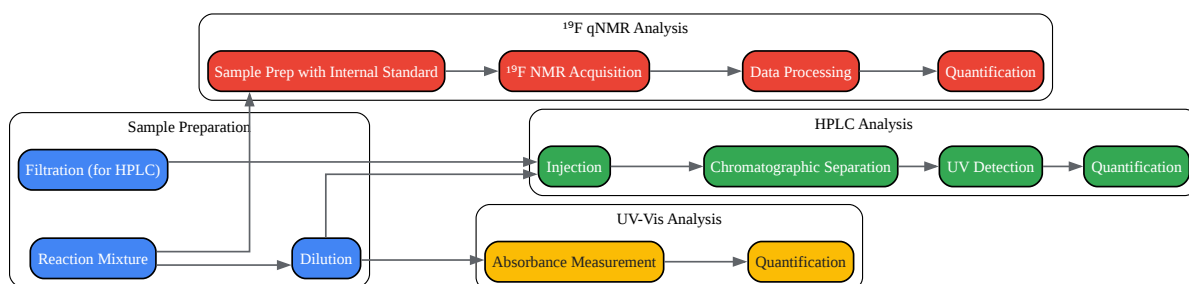 ¹⁹F qNMR Analysis
Sample Prep with Internal Standard
¹⁹F NMR Acquisition
Data Processing
Quantification
Sample Preparation
Filtration (for HPLC)
Reaction Mixture
Dilution
HPLC Analysis
Injection
Chromatographic Separation
UV Detection
Quantification
UV-Vis Analysis
Absorbance Measurement
Quantification